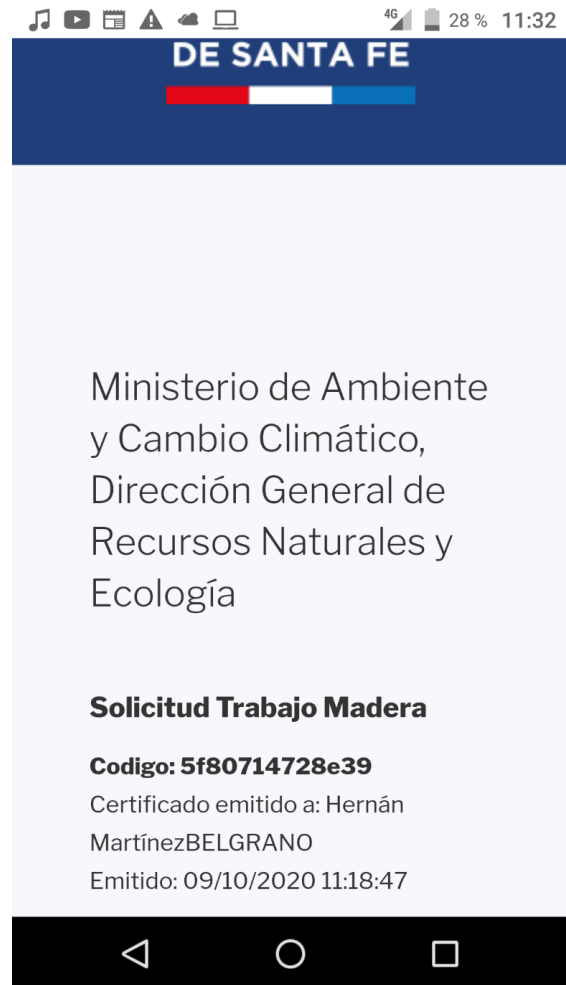 4G 28 % 11:32
DE SANTA FE
Ministerio de Ambiente
y Cambio Climático,
Dirección General de
Recursos Naturales y
Ecología
Solicitud Trabajo Madera
Codigo: 5f80714728e39
Certificado emitido a: Hernán
MartínezBELGRANO
Emitido: 09/10/2020 11:18:47